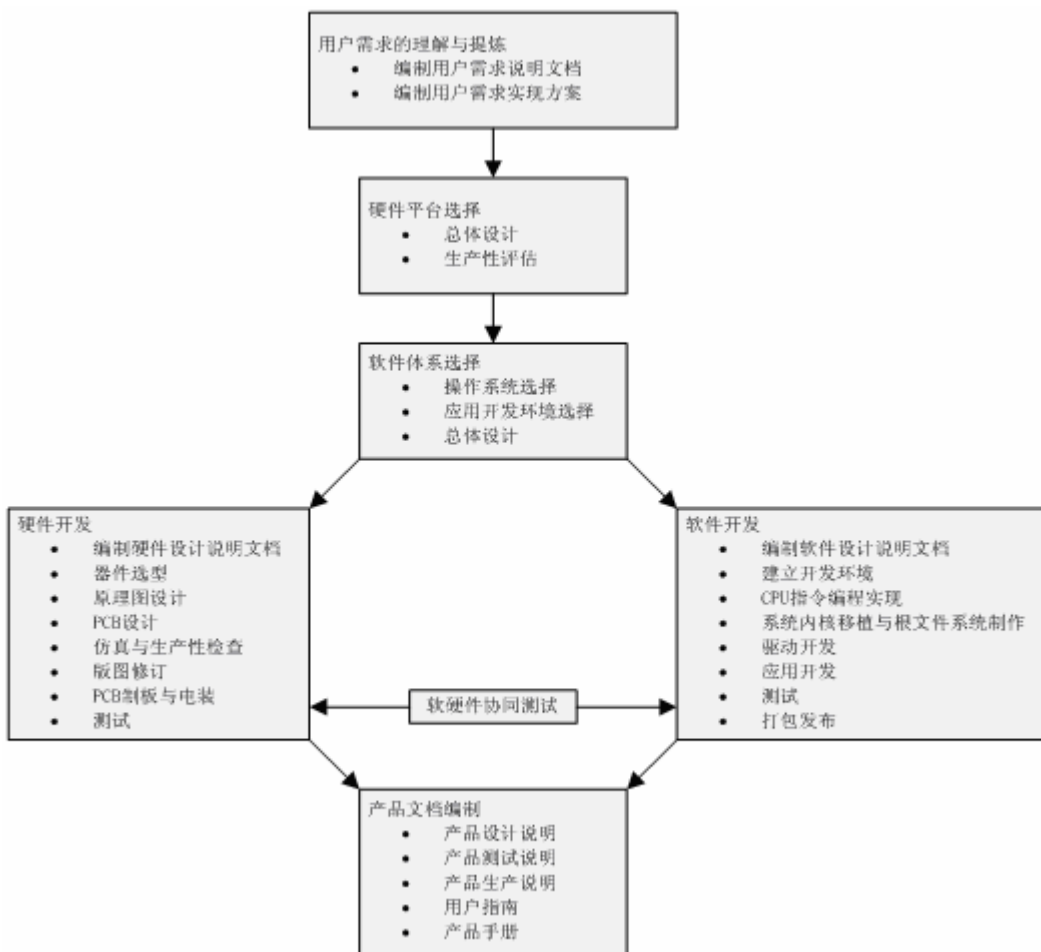 用户需求的理解与提炼
• 编制用户需求说明文档
• 编制用户需求实现方案
硬件平台选择
• 总体设计
• 生产性评估
软件体系选择
• 操作系统选择
• 应用开发环境选择
• 总体设计
硬件开发
• 编制硬件设计说明文档
• 器件选型
• 原理图设计
• PCB设计
• 仿真与生产性检查
• 版图修订
• PCB制板与电装
• 测试
软硬件协同测试
软件开发
• 编制软件设计说明文档
• 建立开发环境
• CPU指令编程实现
• 系统内核移植与根文件系统制作
• 驱动开发
• 应用开发
• 测试
• 打包发布
产品文档编制
• 产品设计说明
• 产品测试说明
• 产品生产说明
• 用户指南
• 产品手册